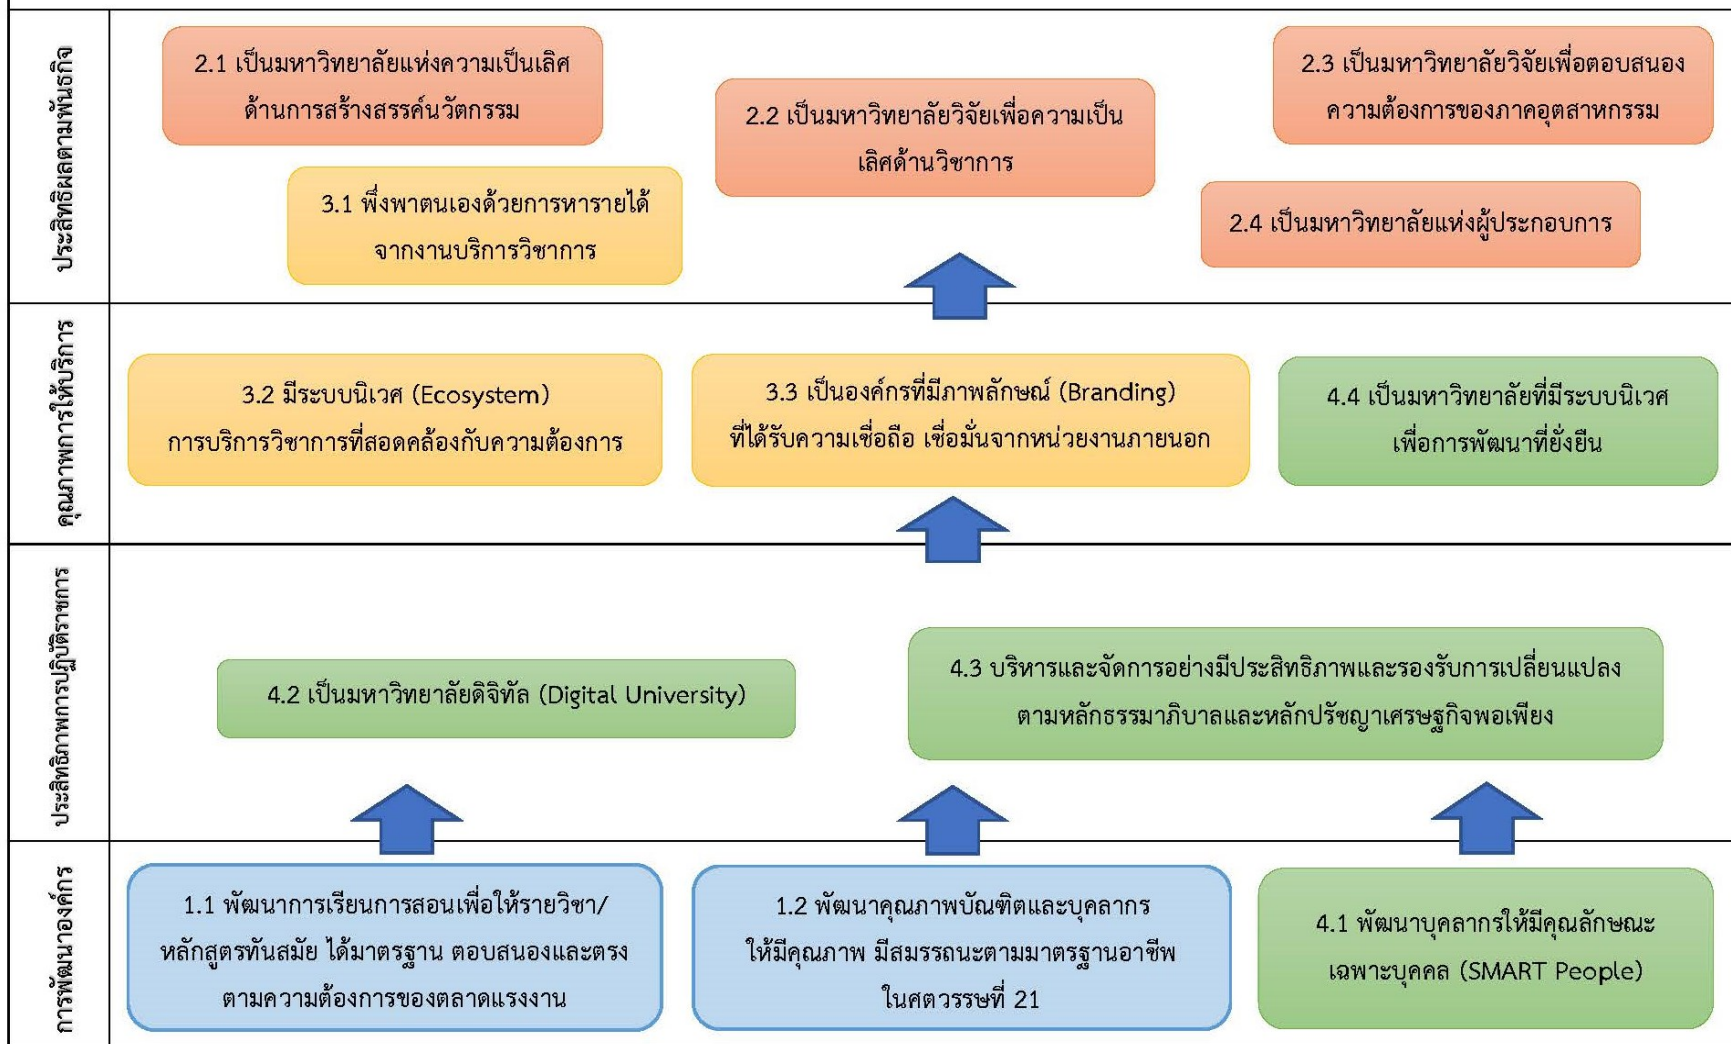 ประสิทธิผลตามพันธกิจ
2.1 เป็นมหาวิทยาลัยแห่งความเป็นเลิศ
ด้านการสร้างสรรค์นวัตกรรม
2.2 เป็นมหาวิทยาลัยวิจัยเพื่อความเป็น
เลิศด้านวิชาการ
2.3 เป็นมหาวิทยาลัยวิจัยเพื่อตอบสนอง
ความต้องการของภาคอุตสาหกรรม
3.1 พึ่งพาตนเองด้วยการหารายได้
จากงานบริการวิชาการ
2.4 เป็นมหาวิทยาลัยแห่งผู้ประกอบการ
คุณภาพการให้บริการ
3.2 มีระบบนิเวศ (Ecosystem)
การบริการวิชาการที่สอดคล้องกับความต้องการ
3.3 เป็นองค์กรที่มีภาพลักษณ์ (Branding)
ที่ได้รับความเชื่อถือ เชื่อมั่นจากหน่วยงานภายนอก
4.4 เป็นมหาวิทยาลัยที่มีระบบนิเวศ
เพื่อการพัฒนาที่ยั่งยืน
ประสิทธิภาพการปฏิบัติราชการ
4.2 เป็นมหาวิทยาลัยดิจิทัล (Digital University)
4.3 บริหารและจัดการอย่างมีประสิทธิภาพและรองรับการเปลี่ยนแปลง
ตามหลักธรรมาภิบาลและหลักปรัชญาเศรษฐกิจพอเพียง
การพัฒนาองค์กร
1.1 พัฒนาการเรียนการสอนเพื่อให้รายวิชา/
หลักสูตรทันสมัย ได้มาตรฐาน ตอบสนองและตรง
ตามความต้องการของตลาดแรงงาน
1.2 พัฒนาคุณภาพบัณฑิตและบุคลากร
ให้มีคุณภาพ มีสมรรถนะตามมาตรฐานอาชีพ
ในศตวรรษที่ 21
4.1 พัฒนาบุคลากรให้มีคุณลักษณะ
เฉพาะบุคคล (SMART People)